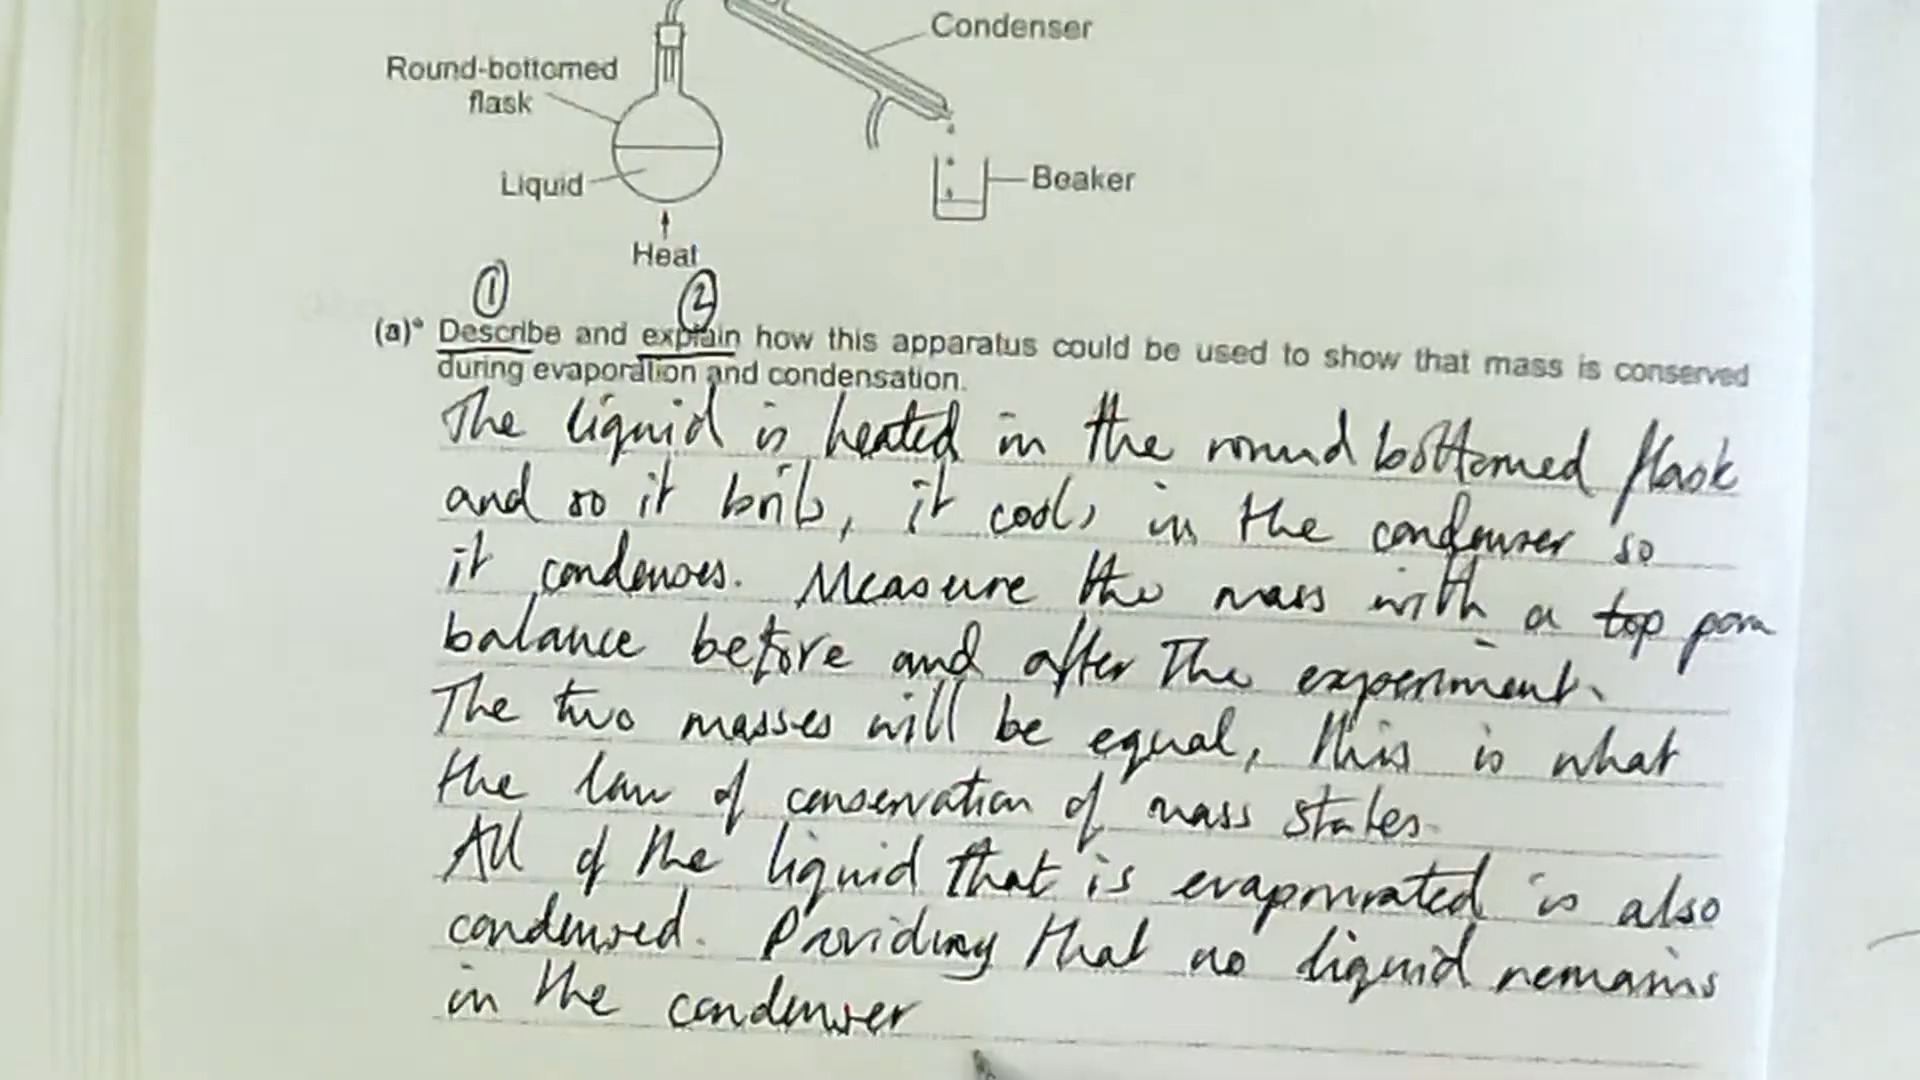 Condenser
Round-bottomed
flask
Liquid
Beaker
Heat
1 2
(a)* Describe and explain how this apparatus could be used to show that mass is conserved
during evaporation and condensation.
The liquid is heated in the round bottomed flask
and so it boils, it cools in the condenser so
it condenses. Measure the mass with a top pan
balance before and after the experiment.
The two masses will be equal, this is what
the law of conservation of mass states.
All of the liquid that is evaporated is also
condensed. Providing that no liquid remains
in the condenser